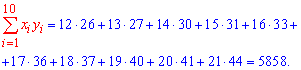 \sum_{i=1}^{10} x_i y_i = 12·26+13·27+14·30+15·31+16·33+
+17·36+18·37+19·40+20·41+21·44=5858.